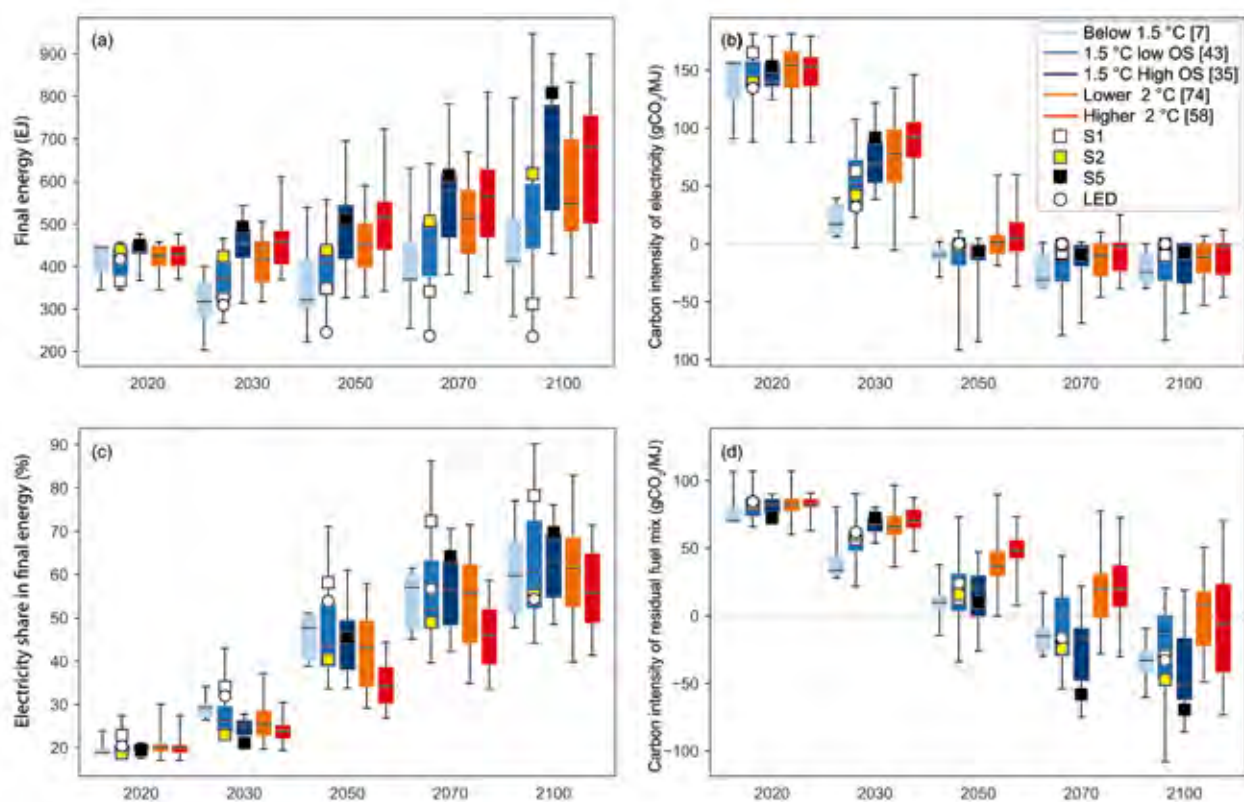 (a)
Final energy (EJ)
900
800
700
600
500
400
300
200
2020 2030 2050 2070 2100
(b)
Carbon intensity of electricity (gCO₂/MJ)
150
100
50
0
−50
100
2020 2030 2050 2070 2100
Below 1.5 °C [7]
1.5 °C low OS [43]
1.5 °C High OS [35]
Lower 2 °C [74]
Higher 2 °C [58]
S1
S2
S5
LED
(c)
Electricity share in final energy (%)
90
80
70
60
50
40
30
20
2020 2030 2050 2070 2100
(d)
Carbon intensity of residual fuel mix (gCO₂/MJ)
100
50
0
−50
−100
2020 2030 2050 2070 2100